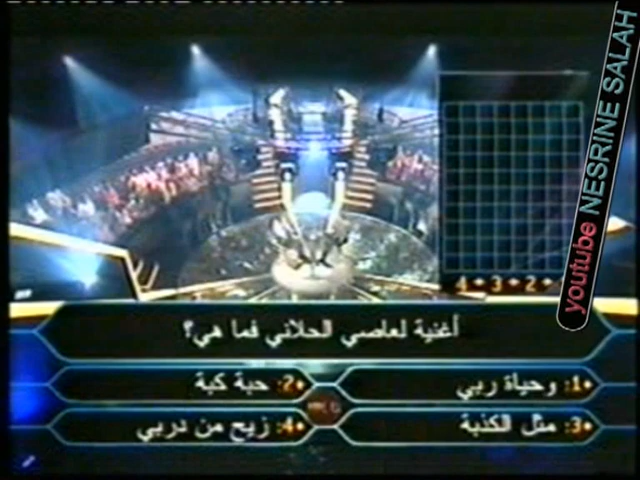 youtube NESRINE SALAH
4 3 2
أغنية لعاصي الحلاني فما هي؟
1: وحياة ربي
2: حبة كبة
3: مثل الكذبة
4: زيح من دربي